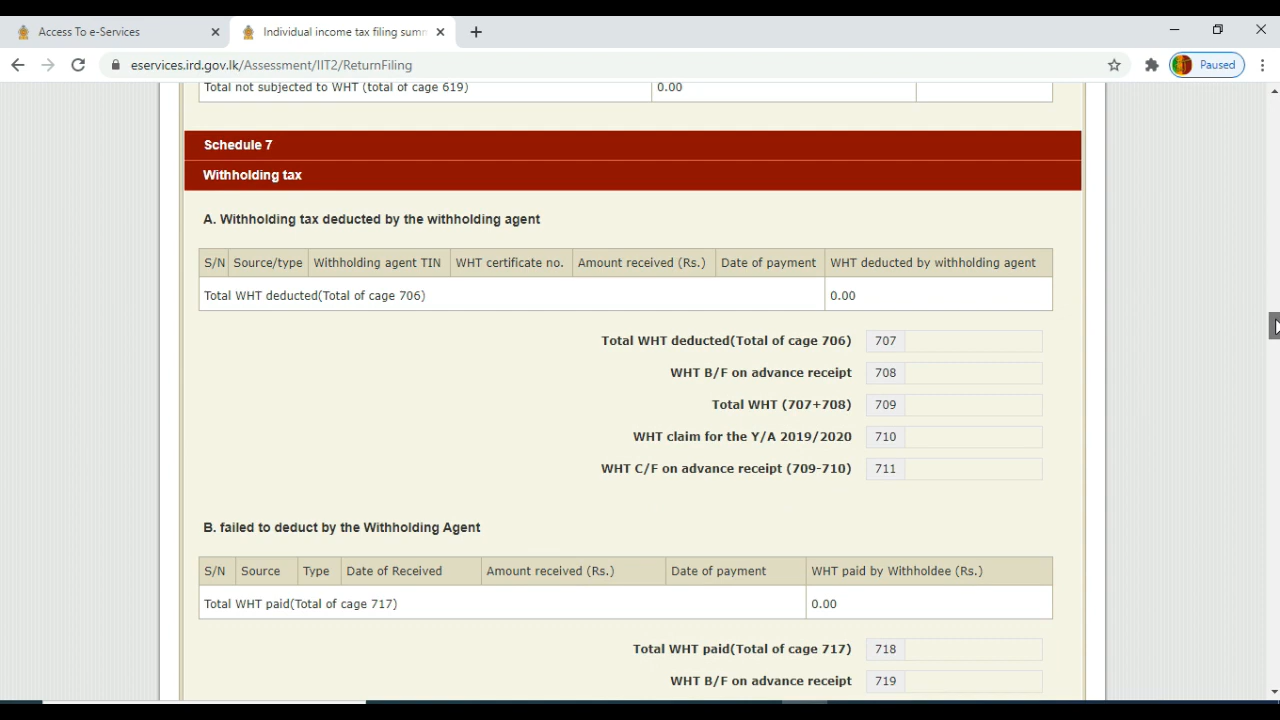 Access To e-Services
Individual income tax filing summ
eservices.ird.gov.lk/Assessment/IIT2/ReturnFiling
Paused
Total not subjected to WHT (total of cage 619) 0.00
Schedule 7
Withholding tax
A. Withholding tax deducted by the withholding agent
S/N Source/type Withholding agent TIN WHT certificate no. Amount received (Rs.) Date of payment WHT deducted by withholding agent
Total WHT deducted(Total of cage 706) 0.00
Total WHT deducted(Total of cage 706) 707
WHT B/F on advance receipt 708
Total WHT (707+708) 709
WHT claim for the Y/A 2019/2020 710
WHT C/F on advance receipt (709-710) 711
B. failed to deduct by the Withholding Agent
S/N Source Type Date of Received Amount received (Rs.) Date of payment WHT paid by Withholdee (Rs.)
Total WHT paid(Total of cage 717) 0.00
Total WHT paid(Total of cage 717) 718
WHT B/F on advance receipt 719